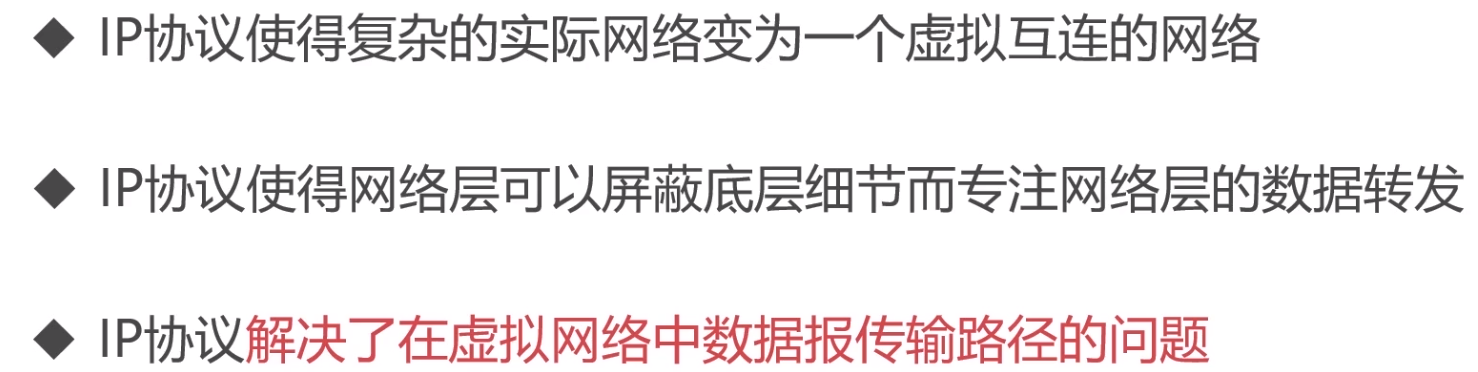 ◆ IP协议使得复杂的实际网络变为一个虚拟互连的网络
◆ IP协议使得网络层可以屏蔽底层细节而专注网络层的数据转发
◆ IP协议解决了在虚拟网络中数据报传输路径的问题